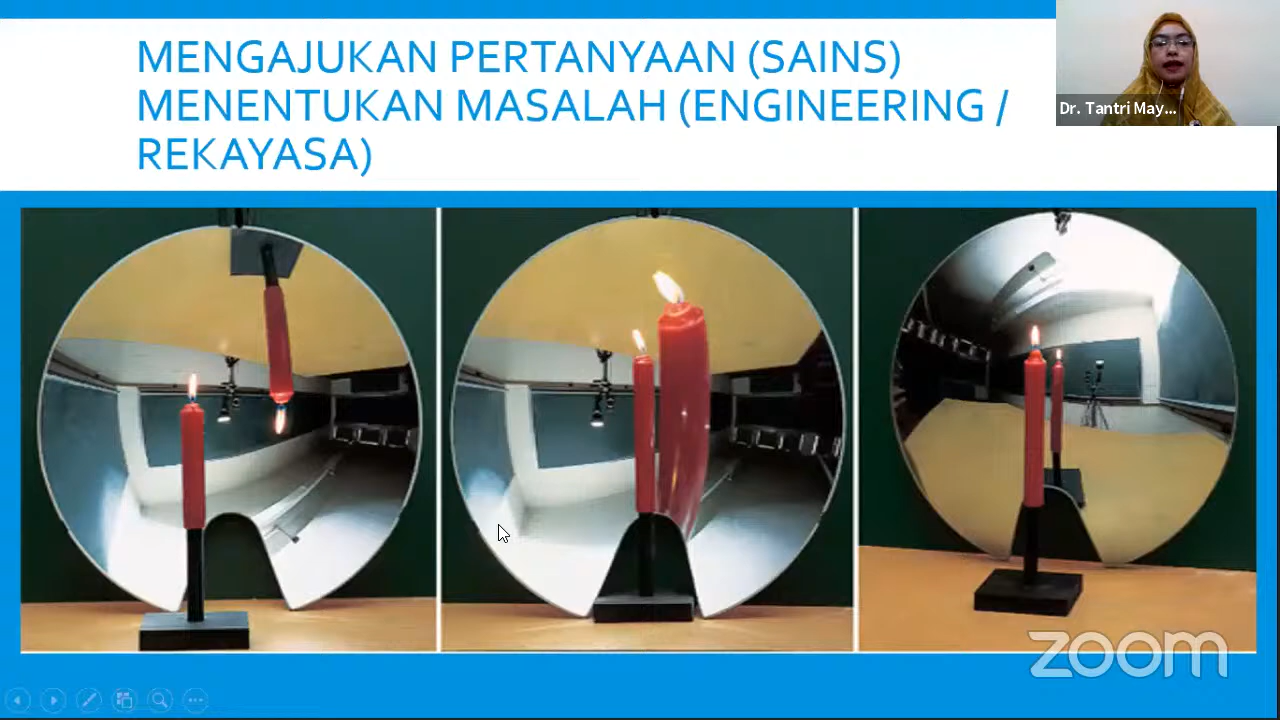 MENGAJUKAN PERTANYAAN (SAINS)
MENENTUKAN MASALAH (ENGINEERING /
REKAYASA)
Dr. Tantri May...
zoom